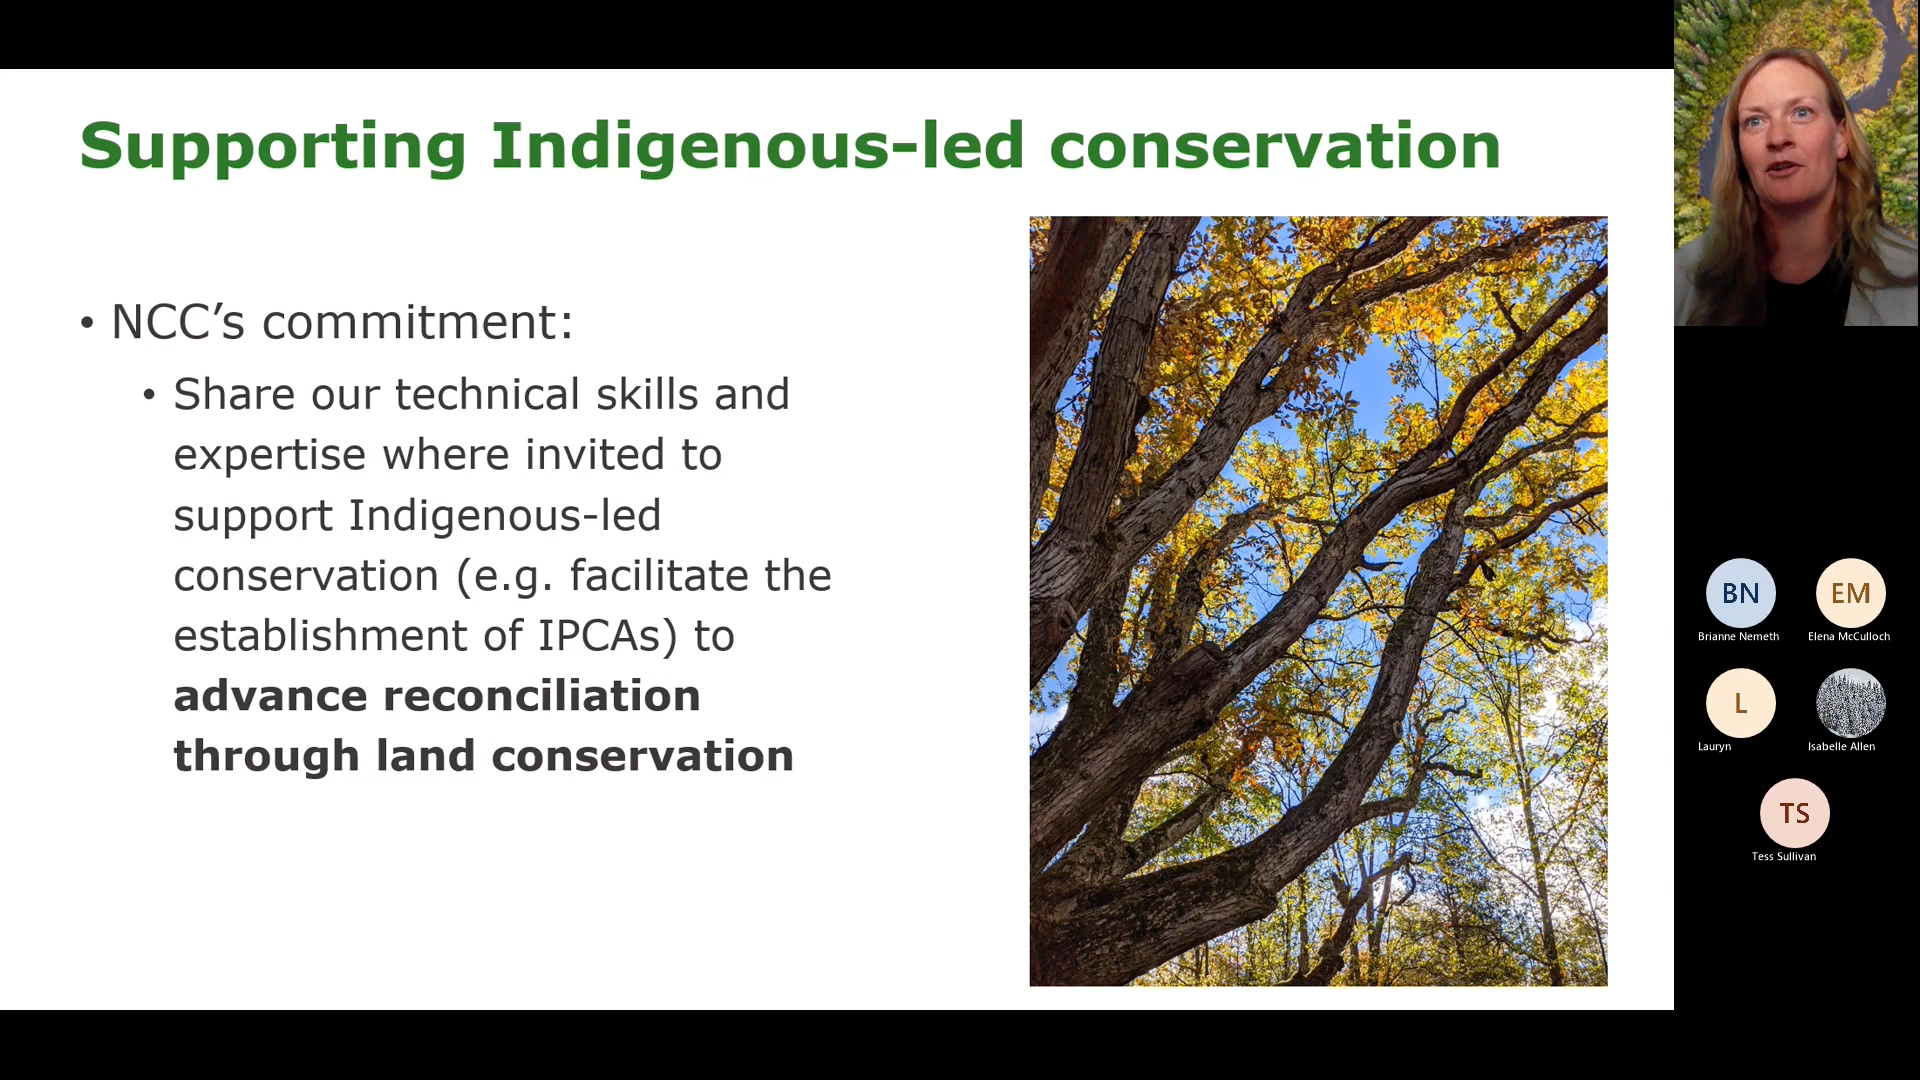 Supporting Indigenous-led conservation
• NCC’s commitment:
• Share our technical skills and
expertise where invited to
support Indigenous-led
conservation (e.g. facilitate the
establishment of IPCAs) to
advance reconciliation
through land conservation
BN
EM
Brianne Nemeth
Elena McCulloch
L
Lauryn
Isabelle Allen
TS
Tess Sullivan